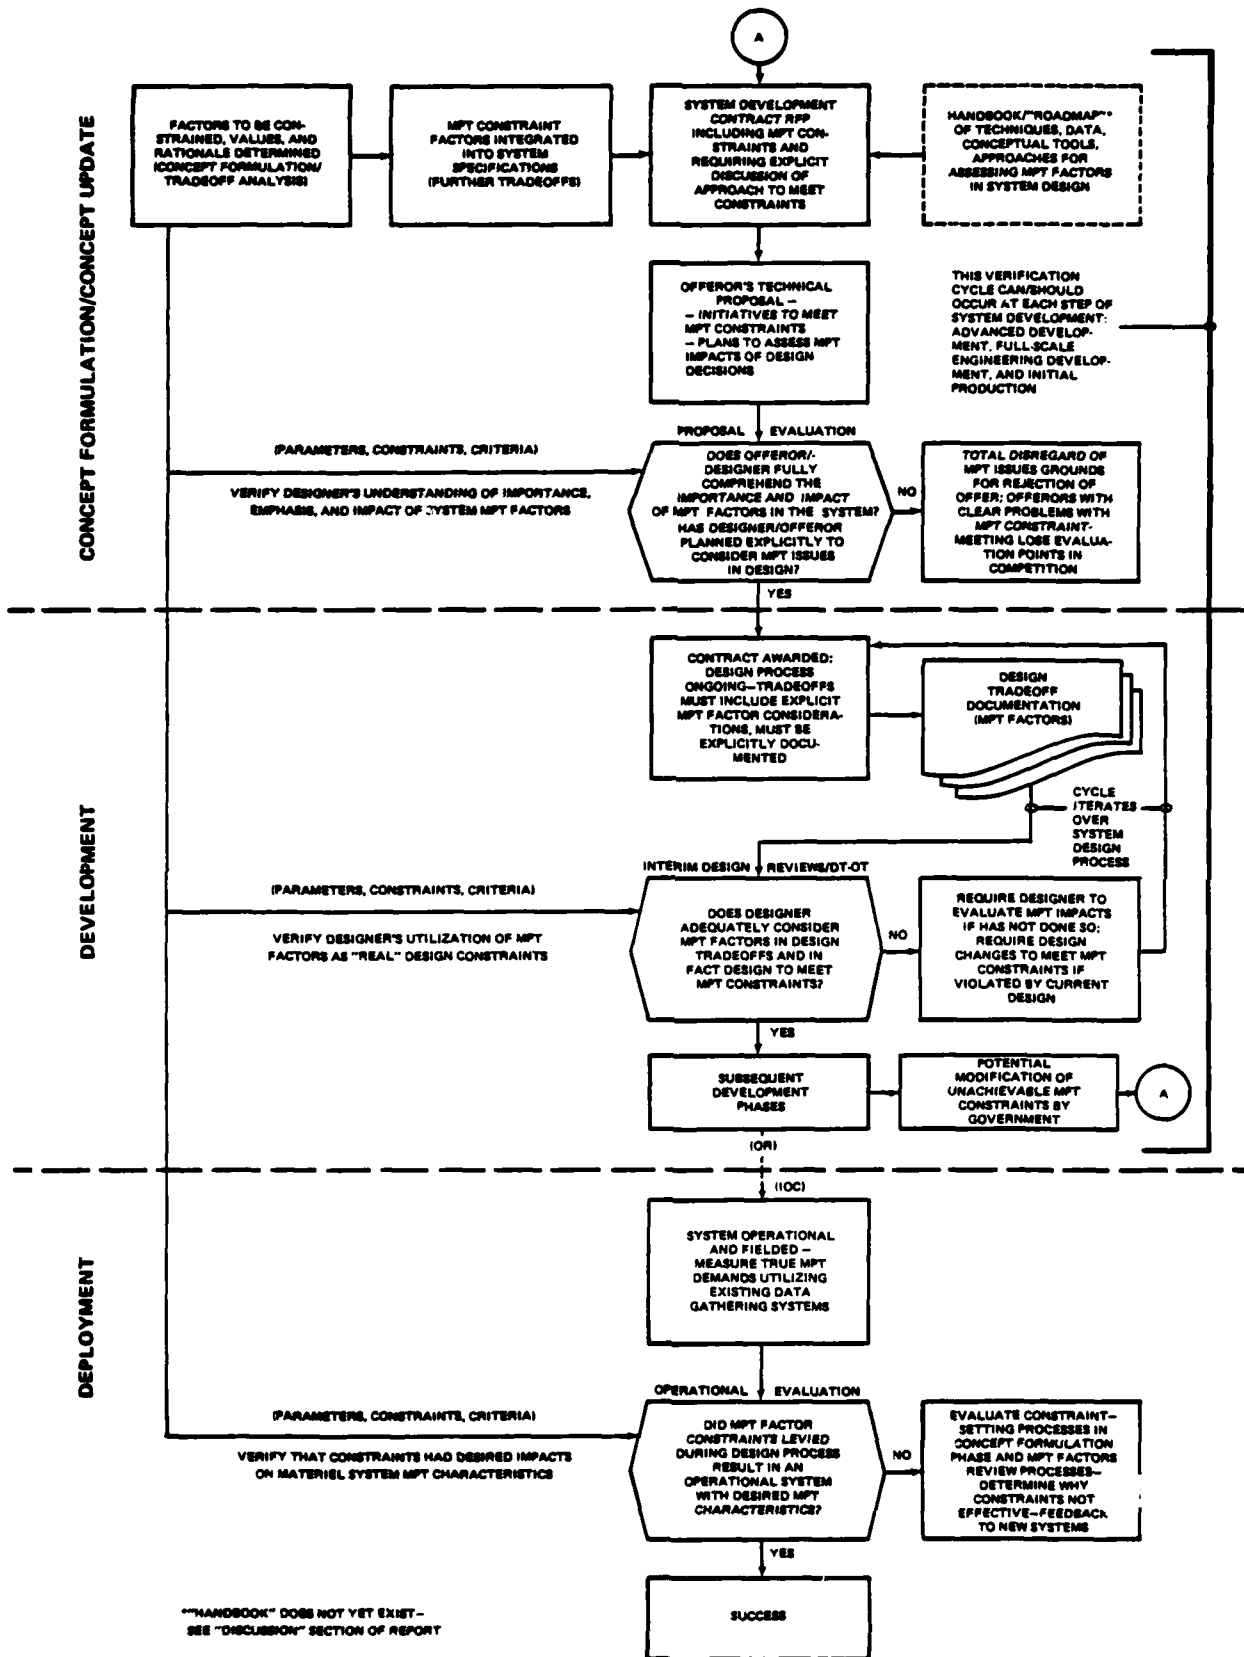 A
CONCEPT FORMULATION/CONCEPT UPDATE
FACTORS TO BE CON-
STRAINED, VALUES, AND
RATIONALE DETERMINED
(CONCEPT FORMULATION/
TRADEOFF ANALYSIS)
MPT CONSTRAINT
FACTORS INTEGRATED
INTO SYSTEM
SPECIFICATIONS
(FURTHER TRADEOFFS)
SYSTEM DEVELOPMENT
CONTRACT RFP
INCLUDING MPT CON-
STRAINTS AND
REQUIRING EXPLICIT
DISCUSSION OF
APPROACH TO MEET
CONSTRAINTS
HANDBOOK/"ROADMAP"*
OF TECHNIQUES, DATA,
CONCEPTUAL TOOLS,
APPROACHES FOR
ASSESSING MPT FACTORS
IN SYSTEM DESIGN
OFFEROR'S TECHNICAL
PROPOSAL –
– INITIATIVES TO MEET
MPT CONSTRAINTS
– PLANS TO ASSESS MPT
IMPACTS OF DESIGN
DECISIONS
THIS VERIFICATION
CYCLE CAN/SHOULD
OCCUR AT EACH STEP OF
SYSTEM DEVELOPMENT:
ADVANCED DEVELOP-
MENT, FULL-SCALE
ENGINEERING DEVELOP-
MENT, AND INITIAL
PRODUCTION
PROPOSAL EVALUATION
(PARAMETERS, CONSTRAINTS, CRITERIA)
VERIFY DESIGNER'S UNDERSTANDING OF IMPORTANCE,
EMPHASIS, AND IMPACT OF SYSTEM MPT FACTORS
DOES OFFEROR/-
DESIGNER FULLY
COMPREHEND THE
IMPORTANCE AND IMPACT
OF MPT FACTORS IN THE SYSTEM?
HAS DESIGNER/OFFEROR
PLANNED EXPLICITLY TO
CONSIDER MPT ISSUES
IN DESIGN?
NO
TOTAL DISREGARD OF
MPT ISSUES GROUNDS
FOR REJECTION OF
OFFER; OFFERORS WITH
CLEAR PROBLEMS WITH
MPT CONSTRAINT-
MEETING LOSE EVALUA-
TION POINTS IN
COMPETITION
YES
DEVELOPMENT
CONTRACT AWARDED:
DESIGN PROCESS
ONGOING–TRADEOFFS
MUST INCLUDE EXPLICIT
MPT FACTOR CONSIDERA-
TIONS, MUST BE
EXPLICITLY DOCU-
MENTED
DESIGN
TRADEOFF
DOCUMENTATION
(MPT FACTORS)
CYCLE
ITERATES
OVER
SYSTEM
DESIGN
PROCESS
INTERIM DESIGN REVIEWS/DT-OT
(PARAMETERS, CONSTRAINTS, CRITERIA)
VERIFY DESIGNER'S UTILIZATION OF MPT
FACTORS AS "REAL" DESIGN CONSTRAINTS
DOES DESIGNER
ADEQUATELY CONSIDER
MPT FACTORS IN DESIGN
TRADEOFFS AND IN
FACT DESIGN TO MEET
MPT CONSTRAINTS?
NO
REQUIRE DESIGNER TO
EVALUATE MPT IMPACTS
IF HAS NOT DONE SO;
REQUIRE DESIGN
CHANGES TO MEET MPT
CONSTRAINTS IF
VIOLATED BY CURRENT
DESIGN
YES
SUBSEQUENT
DEVELOPMENT
PHASES
POTENTIAL
MODIFICATION OF
UNACHIEVABLE MPT
CONSTRAINTS BY
GOVERNMENT
A
(OR)
(IOC)
DEPLOYMENT
SYSTEM OPERATIONAL
AND FIELDED –
MEASURE TRUE MPT
DEMANDS UTILIZING
EXISTING DATA
GATHERING SYSTEMS
OPERATIONAL EVALUATION
(PARAMETERS, CONSTRAINTS, CRITERIA)
VERIFY THAT CONSTRAINTS HAD DESIRED IMPACTS
ON MATERIEL SYSTEM MPT CHARACTERISTICS
DID MPT FACTOR
CONSTRAINTS LEVIED
DURING DESIGN PROCESS
RESULT IN AN
OPERATIONAL SYSTEM
WITH DESIRED MPT
CHARACTERISTICS?
NO
EVALUATE CONSTRAINT–
SETTING PROCESSES IN
CONCEPT FORMULATION
PHASE AND MPT FACTORS
REVIEW PROCESSES–
DETERMINE WHY
CONSTRAINTS NOT
EFFECTIVE–FEEDBACK
TO NEW SYSTEMS
YES
SUCCESS
*"HANDBOOK" DOES NOT YET EXIST–
SEE "DISCUSSION" SECTION OF REPORT